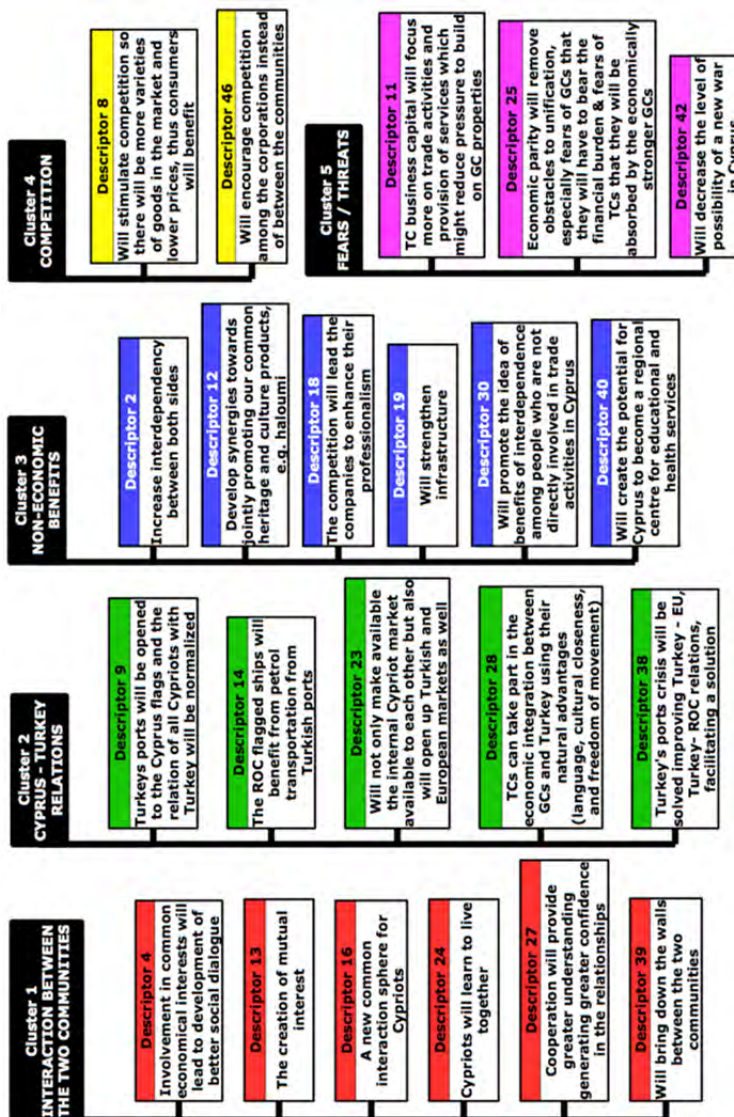 Cluster 1
INTERACTION BETWEEN
THE TWO COMMUNITIES
Descriptor 4
Involvement in common
economical interests will
lead to development of
better social dialogue
Descriptor 13
The creation of mutual
interest
Descriptor 16
A new common
interaction sphere for
Cypriots
Descriptor 24
Cypriots will learn to live
together
Descriptor 27
Cooperation will provide
greater understanding
generating greater confidence
in the relationships
Descriptor 39
Will bring down the walls
between the two
communities
Cluster 2
CYPRUS - TURKEY
RELATIONS
Descriptor 9
Turkeys ports will be opened
to the Cyprus flags and the
relation of all Cypriots with
Turkey will be normalized
Descriptor 14
The ROC flagged ships will
benefit from petrol
transportation from
Turkish ports
Descriptor 23
Will not only make available
the internal Cypriot market
available to each other but also
will open up Turkish and
European markets as well
Descriptor 28
TCs can take part in the
economic integration between
GCs and Turkey using their
natural advantages
(language, cultural closeness,
and freedom of movement)
Descriptor 38
Turkey's ports crisis will be
solved improving Turkey - EU,
Turkey- ROC relations,
facilitating a solution
Cluster 3
NON-ECONOMIC
BENEFITS
Descriptor 2
Increase interdependency
between both sides
Descriptor 12
Develop synergies towards
jointly promoting our common
heritage and culture products,
e.g. haloumi
Descriptor 18
The competition will lead the
companies to enhance their
professionalism
Descriptor 19
Will strengthen
infrastructure
Descriptor 30
Will promote the idea of
benefits of interdependence
among people who are not
directly involved in trade
activities in Cyprus
Descriptor 40
Will create the potential for
Cyprus to become a regional
centre for educational and
health services
Cluster 4
COMPETITION
Descriptor 8
Will stimulate competition so
there will be more varieties
of goods in the market and
lower prices, thus consumers
will benefit
Descriptor 46
Will encourage competition
among the corporations instead
of between the communities
Cluster 5
FEARS / THREATS
Descriptor 11
TC business capital will focus
more on trade activities and
provision of services which
might reduce pressure to build
on GC properties
Descriptor 25
Economic party will remove
obstacles to unification,
especially fears of GCs that
they will have to bear the
financial burden & fears of
TCs that they will be
absorbed by the economically
stronger GCs
Descriptor 42
Will decrease the level of
possibility of a new war
in Cyprus